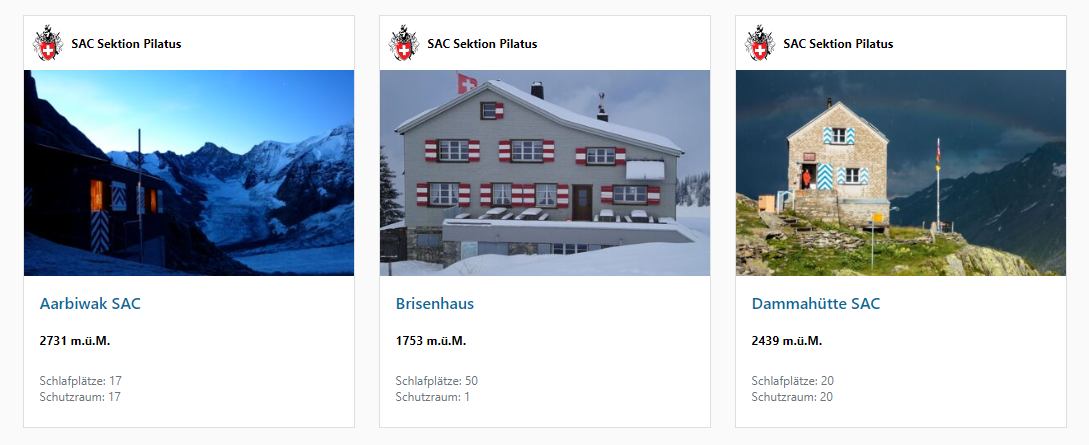 SAC Sektion Pilatus
Aarbiwak SAC
2731 m.ü.M.
Schlafplätze: 17
Schutzraum: 17
SAC Sektion Pilatus
Brisenhaus
1753 m.ü.M.
Schlafplätze: 50
Schutzraum: 1
SAC Sektion Pilatus
Dammahütte SAC
2439 m.ü.M.
Schlafplätze: 20
Schutzraum: 20